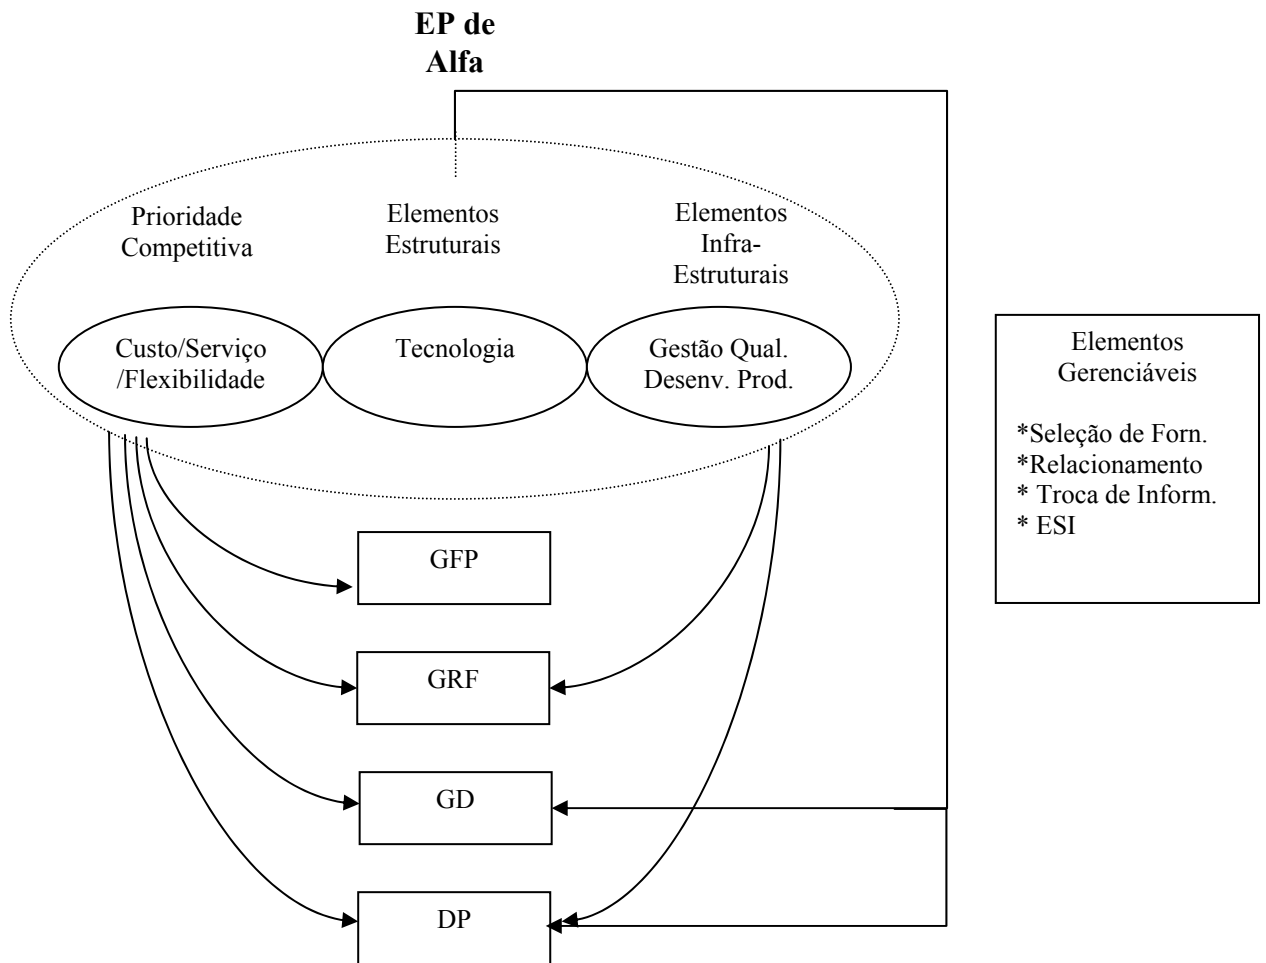 EP de
Alfa
Prioridade
Competitiva
Elementos
Estruturais
Elementos
Infra-
Estruturais
Custo/Serviço
/Flexibilidade
Tecnologia
Gestão Qual.
Desenv. Prod.
Elementos
Gerenciáveis
*Seleção de Forn.
*Relacionamento
* Troca de Inform.
* ESI
GFP
GRF
GD
DP